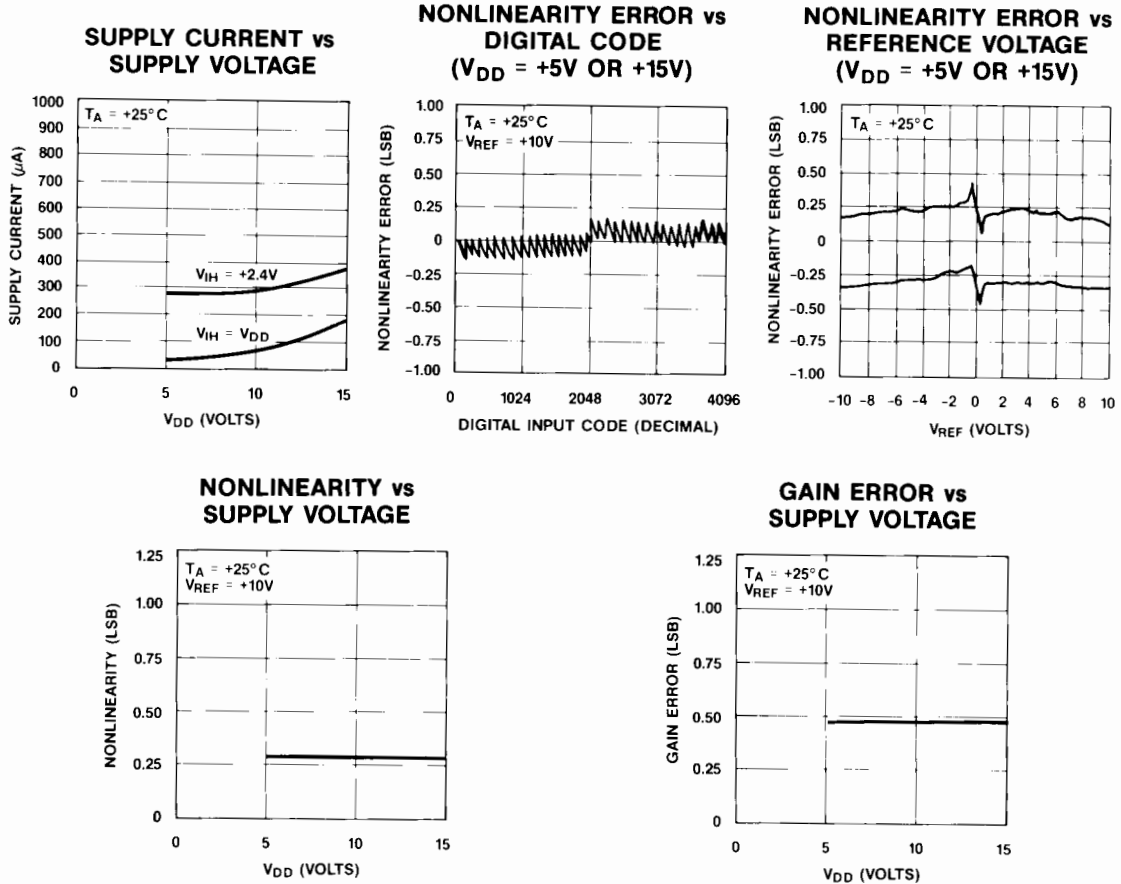 SUPPLY CURRENT vs
SUPPLY VOLTAGE
SUPPLY CURRENT (μA)
1000
900
800
700
600
500
400
300
200
100
0
TA = +25°C
VIH = +2.4V
VIH = VDD
0 5 10 15
VDD (VOLTS)
NONLINEARITY ERROR vs
DIGITAL CODE
(VDD = +5V OR +15V)
NONLINEARITY ERROR (LSB)
1.00
0.75
0.50
0.25
0
−0.25
−0.50
−0.75
−1.00
TA = +25°C
VREF = +10V
0 1024 2048 3072 4096
DIGITAL INPUT CODE (DECIMAL)
NONLINEARITY ERROR vs
REFERENCE VOLTAGE
(VDD = +5V OR +15V)
NONLINEARITY ERROR (LSB)
1.00
0.75
0.50
0.25
0
−0.25
−0.50
−0.75
−1.00
TA = +25°C
−10 −8 −6 −4 −2 0 2 4 6 8 10
VREF (VOLTS)
NONLINEARITY vs
SUPPLY VOLTAGE
NONLINEARITY (LSB)
1.25
1.00
0.75
0.50
0.25
0
TA = +25°C
VREF = +10V
0 5 10 15
VDD (VOLTS)
GAIN ERROR vs
SUPPLY VOLTAGE
GAIN ERROR (LSB)
1.25
1.00
0.75
0.50
0.25
0
TA = +25°C
VREF = +10V
0 5 10 15
VDD (VOLTS)